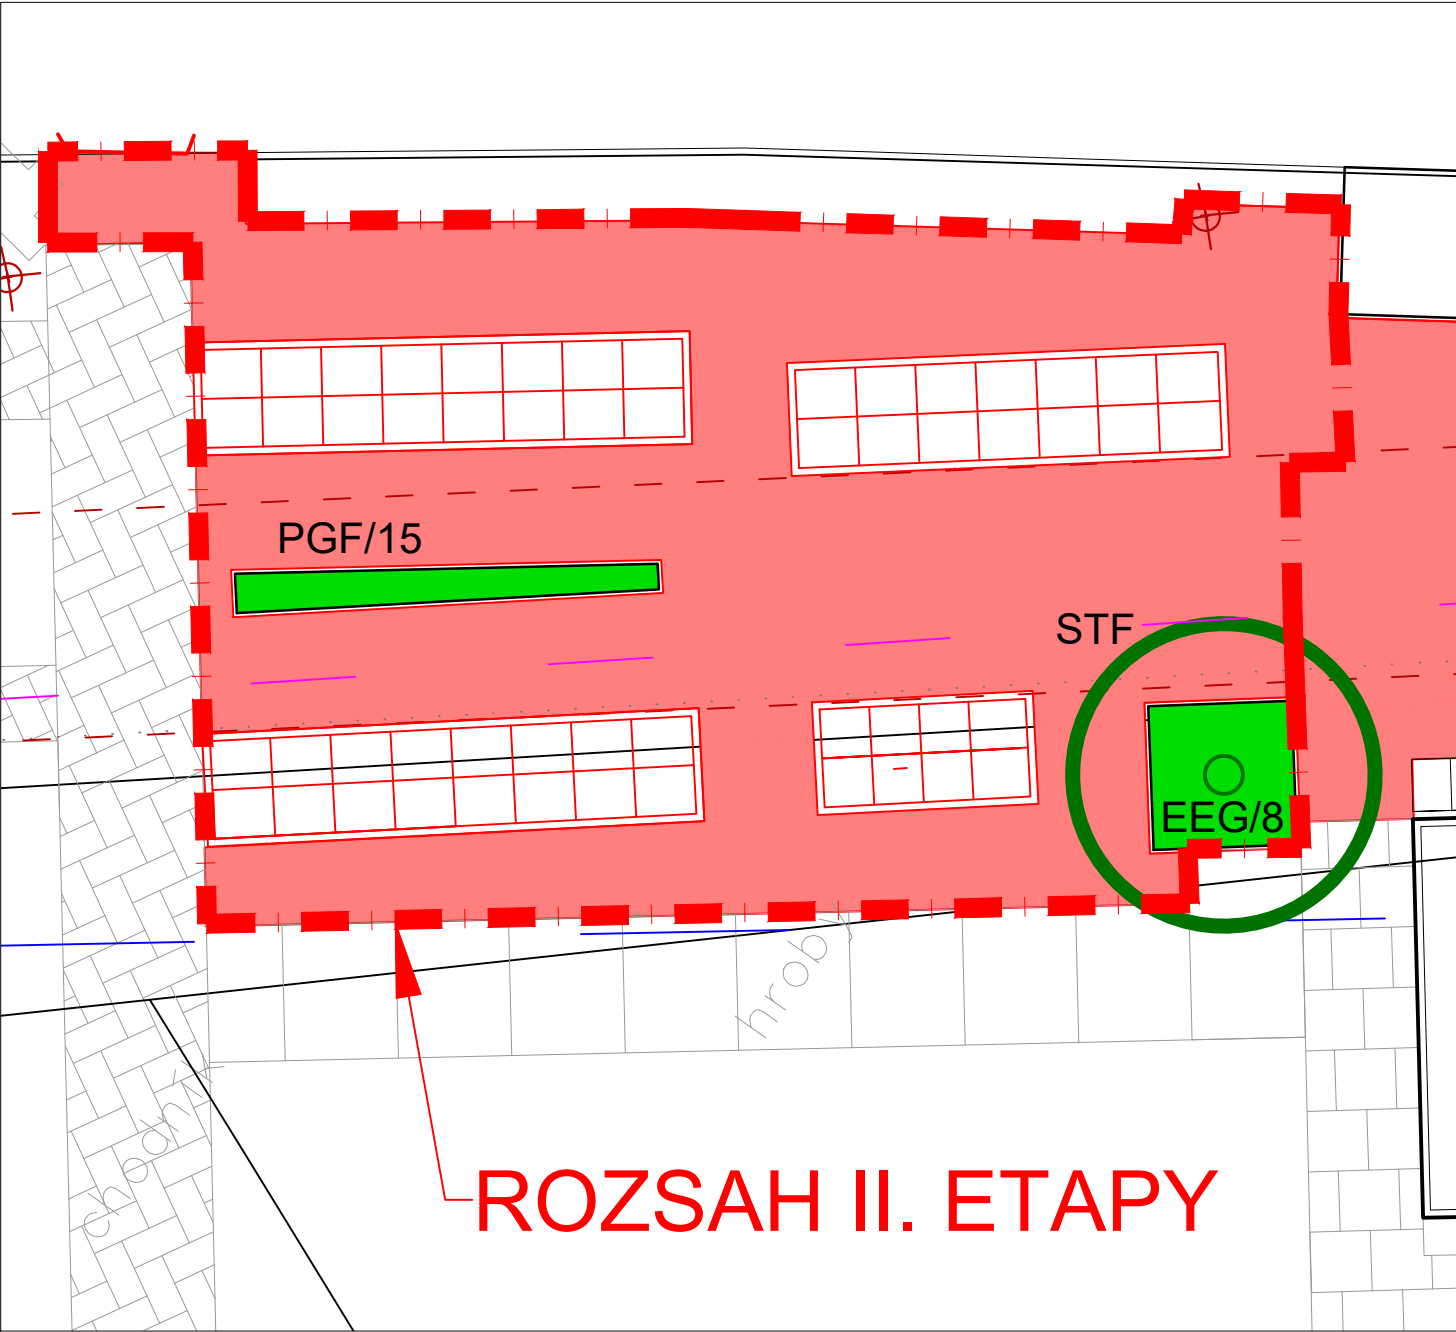 PGF/15
STF
EEG/8
hroby
chodník
ROZSAH II. ETAPY